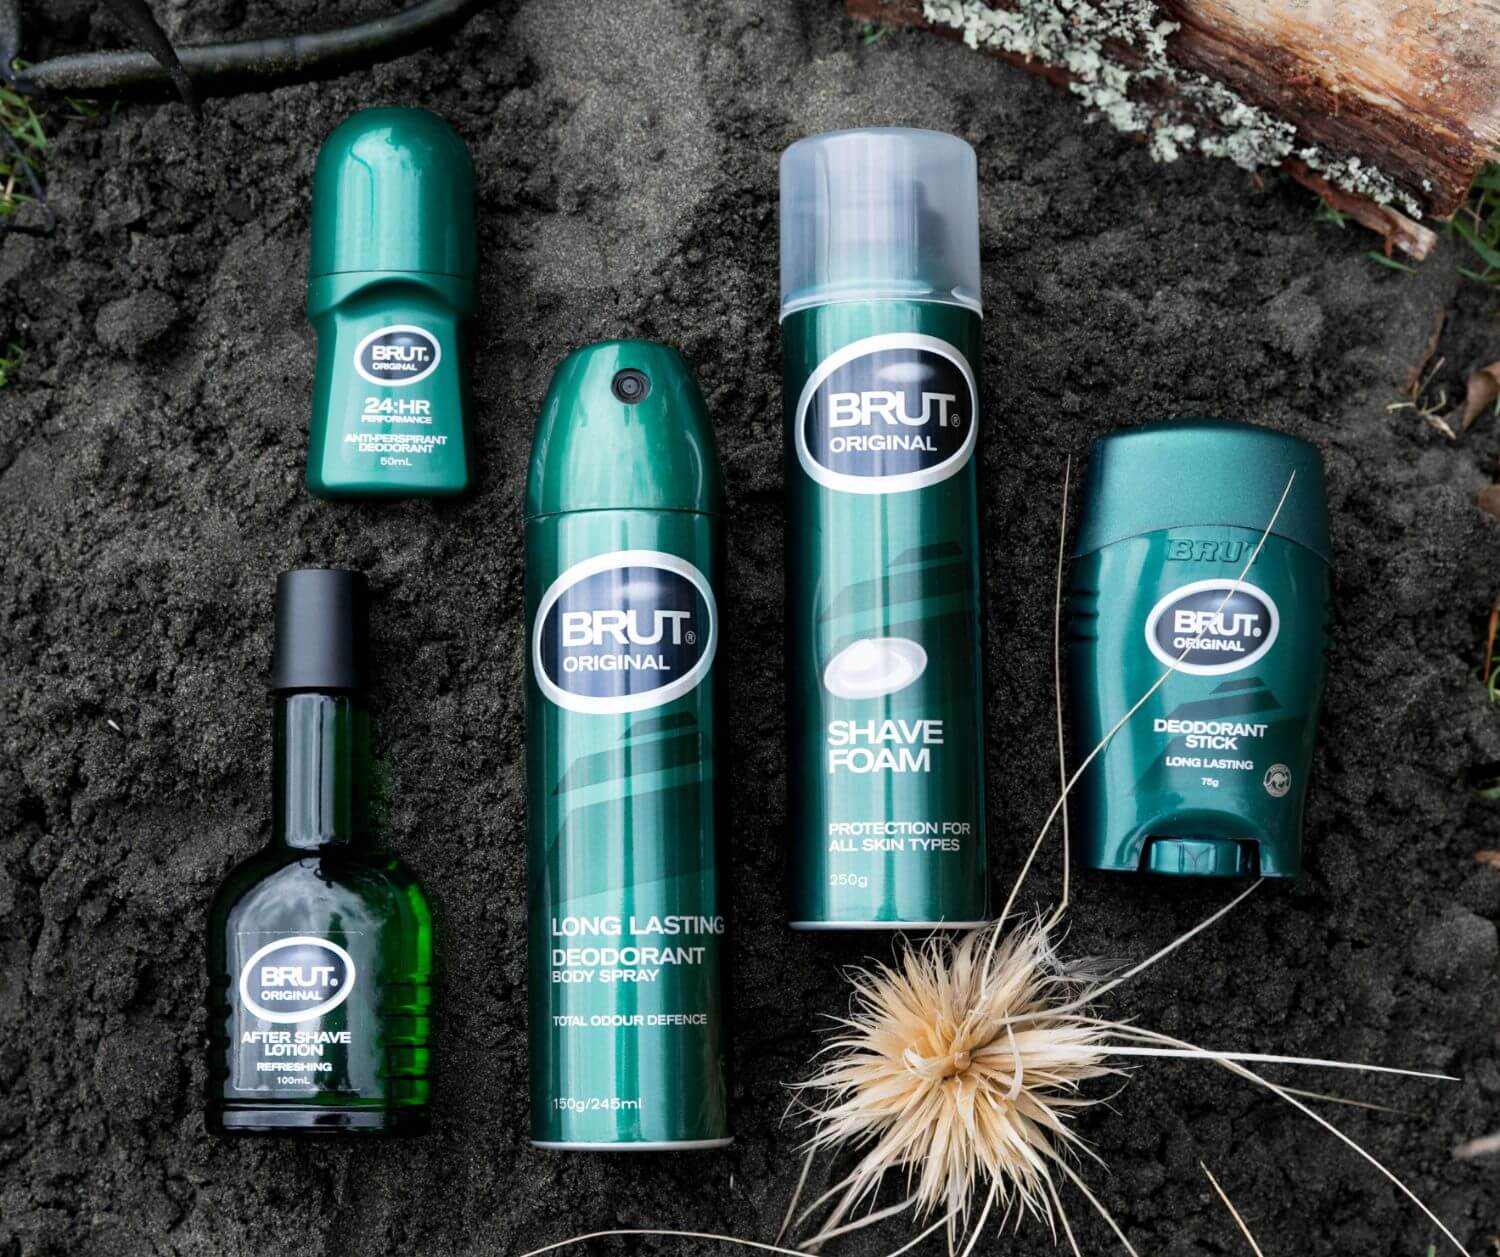 BRUT®
ORIGINAL
24:HR
PERFORMANCE
ANTI-PERSPIRANT
DEODORANT
50mL
BRUT®
ORIGINAL
AFTER SHAVE
LOTION
REFRESHING
100mL
BRUT®
ORIGINAL
LONG LASTING
DEODORANT
BODY SPRAY
TOTAL ODOUR DEFENCE
150g/245ml
BRUT®
ORIGINAL
SHAVE
FOAM
PROTECTION FOR
ALL SKIN TYPES
250g
BRUT
BRUT®
ORIGINAL
DEODORANT
STICK
LONG LASTING
75g